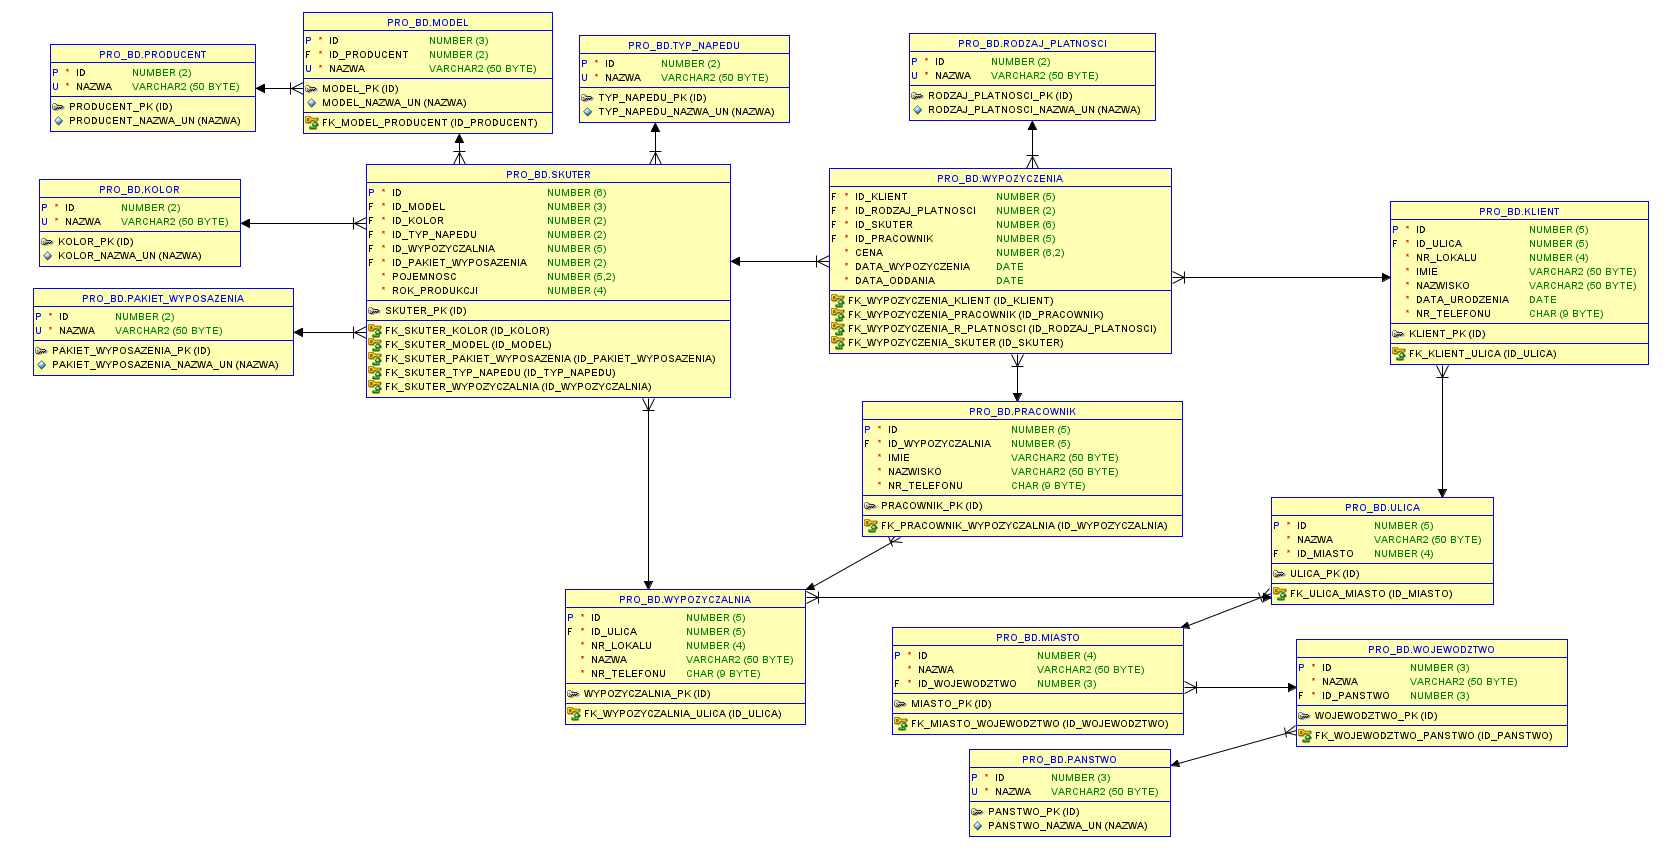 PRO_BD.PRODUCENT
P * ID NUMBER (2)
U * NAZWA VARCHAR2 (50 BYTE)
PRODUCENT_PK (ID)
PRODUCENT_NAZWA_UN (NAZWA)
PRO_BD.MODEL
P * ID NUMBER (3)
F * ID_PRODUCENT NUMBER (2)
U * NAZWA VARCHAR2 (50 BYTE)
MODEL_PK (ID)
MODEL_NAZWA_UN (NAZWA)
FK_MODEL_PRODUCENT (ID_PRODUCENT)
PRO_BD.TYP_NAPEDU
P * ID NUMBER (2)
U * NAZWA VARCHAR2 (50 BYTE)
TYP_NAPEDU_PK (ID)
TYP_NAPEDU_NAZWA_UN (NAZWA)
PRO_BD.RODZAJ_PLATNOSCI
P * ID NUMBER (2)
U * NAZWA VARCHAR2 (50 BYTE)
RODZAJ_PLATNOSCI_PK (ID)
RODZAJ_PLATNOSCI_NAZWA_UN (NAZWA)
PRO_BD.KOLOR
P * ID NUMBER (2)
U * NAZWA VARCHAR2 (50 BYTE)
KOLOR_PK (ID)
KOLOR_NAZWA_UN (NAZWA)
PRO_BD.PAKIET_WYPOSAZENIA
P * ID NUMBER (2)
U * NAZWA VARCHAR2 (50 BYTE)
PAKIET_WYPOSAZENIA_PK (ID)
PAKIET_WYPOSAZENIA_NAZWA_UN (NAZWA)
PRO_BD.SKUTER
P * ID NUMBER (6)
F * ID_MODEL NUMBER (3)
F * ID_KOLOR NUMBER (2)
F * ID_TYP_NAPEDU NUMBER (2)
F * ID_WYPOZYCZALNIA NUMBER (5)
F * ID_PAKIET_WYPOSAZENIA NUMBER (2)
* POJEMNOSC NUMBER (5,2)
* ROK_PRODUKCJI NUMBER (4)
SKUTER_PK (ID)
FK_SKUTER_KOLOR (ID_KOLOR)
FK_SKUTER_MODEL (ID_MODEL)
FK_SKUTER_PAKIET_WYPOSAZENIA (ID_PAKIET_WYPOSAZENIA)
FK_SKUTER_TYP_NAPEDU (ID_TYP_NAPEDU)
FK_SKUTER_WYPOZYCZALNIA (ID_WYPOZYCZALNIA)
PRO_BD.WYPOZYCZENIA
F * ID_KLIENT NUMBER (5)
F * ID_RODZAJ_PLATNOSCI NUMBER (2)
F * ID_SKUTER NUMBER (6)
F * ID_PRACOWNIK NUMBER (5)
* CENA NUMBER (6,2)
* DATA_WYPOZYCZENIA DATE
* DATA_ODDANIA DATE
FK_WYPOZYCZENIA_KLIENT (ID_KLIENT)
FK_WYPOZYCZENIA_PRACOWNIK (ID_PRACOWNIK)
FK_WYPOZYCZENIA_R_PLATNOSCI (ID_RODZAJ_PLATNOSCI)
FK_WYPOZYCZENIA_SKUTER (ID_SKUTER)
PRO_BD.KLIENT
P * ID NUMBER (5)
F * ID_ULICA NUMBER (5)
* NR_LOKALU NUMBER (4)
* IMIE VARCHAR2 (50 BYTE)
* NAZWISKO VARCHAR2 (50 BYTE)
* DATA_URODZENIA DATE
* NR_TELEFONU CHAR (9 BYTE)
KLIENT_PK (ID)
FK_KLIENT_ULICA (ID_ULICA)
PRO_BD.PRACOWNIK
P * ID NUMBER (5)
F * ID_WYPOZYCZALNIA NUMBER (5)
* IMIE VARCHAR2 (50 BYTE)
* NAZWISKO VARCHAR2 (50 BYTE)
* NR_TELEFONU CHAR (9 BYTE)
PRACOWNIK_PK (ID)
FK_PRACOWNIK_WYPOZYCZALNIA (ID_WYPOZYCZALNIA)
PRO_BD.ULICA
P * ID NUMBER (5)
* NAZWA VARCHAR2 (50 BYTE)
F * ID_MIASTO NUMBER (4)
ULICA_PK (ID)
FK_ULICA_MIASTO (ID_MIASTO)
PRO_BD.WYPOZYCZALNIA
P * ID NUMBER (5)
F * ID_ULICA NUMBER (5)
* NR_LOKALU NUMBER (4)
* NAZWA VARCHAR2 (50 BYTE)
* NR_TELEFONU CHAR (9 BYTE)
WYPOZYCZALNIA_PK (ID)
FK_WYPOZYCZALNIA_ULICA (ID_ULICA)
PRO_BD.MIASTO
P * ID NUMBER (4)
* NAZWA VARCHAR2 (50 BYTE)
F * ID_WOJEWODZTWO NUMBER (3)
MIASTO_PK (ID)
FK_MIASTO_WOJEWODZTWO (ID_WOJEWODZTWO)
PRO_BD.WOJEWODZTWO
P * ID NUMBER (3)
* NAZWA VARCHAR2 (50 BYTE)
F * ID_PANSTWO NUMBER (3)
WOJEWODZTWO_PK (ID)
FK_WOJEWODZTWO_PANSTWO (ID_PANSTWO)
PRO_BD.PANSTWO
P * ID NUMBER (3)
U * NAZWA VARCHAR2 (50 BYTE)
PANSTWO_PK (ID)
PANSTWO_NAZWA_UN (NAZWA)